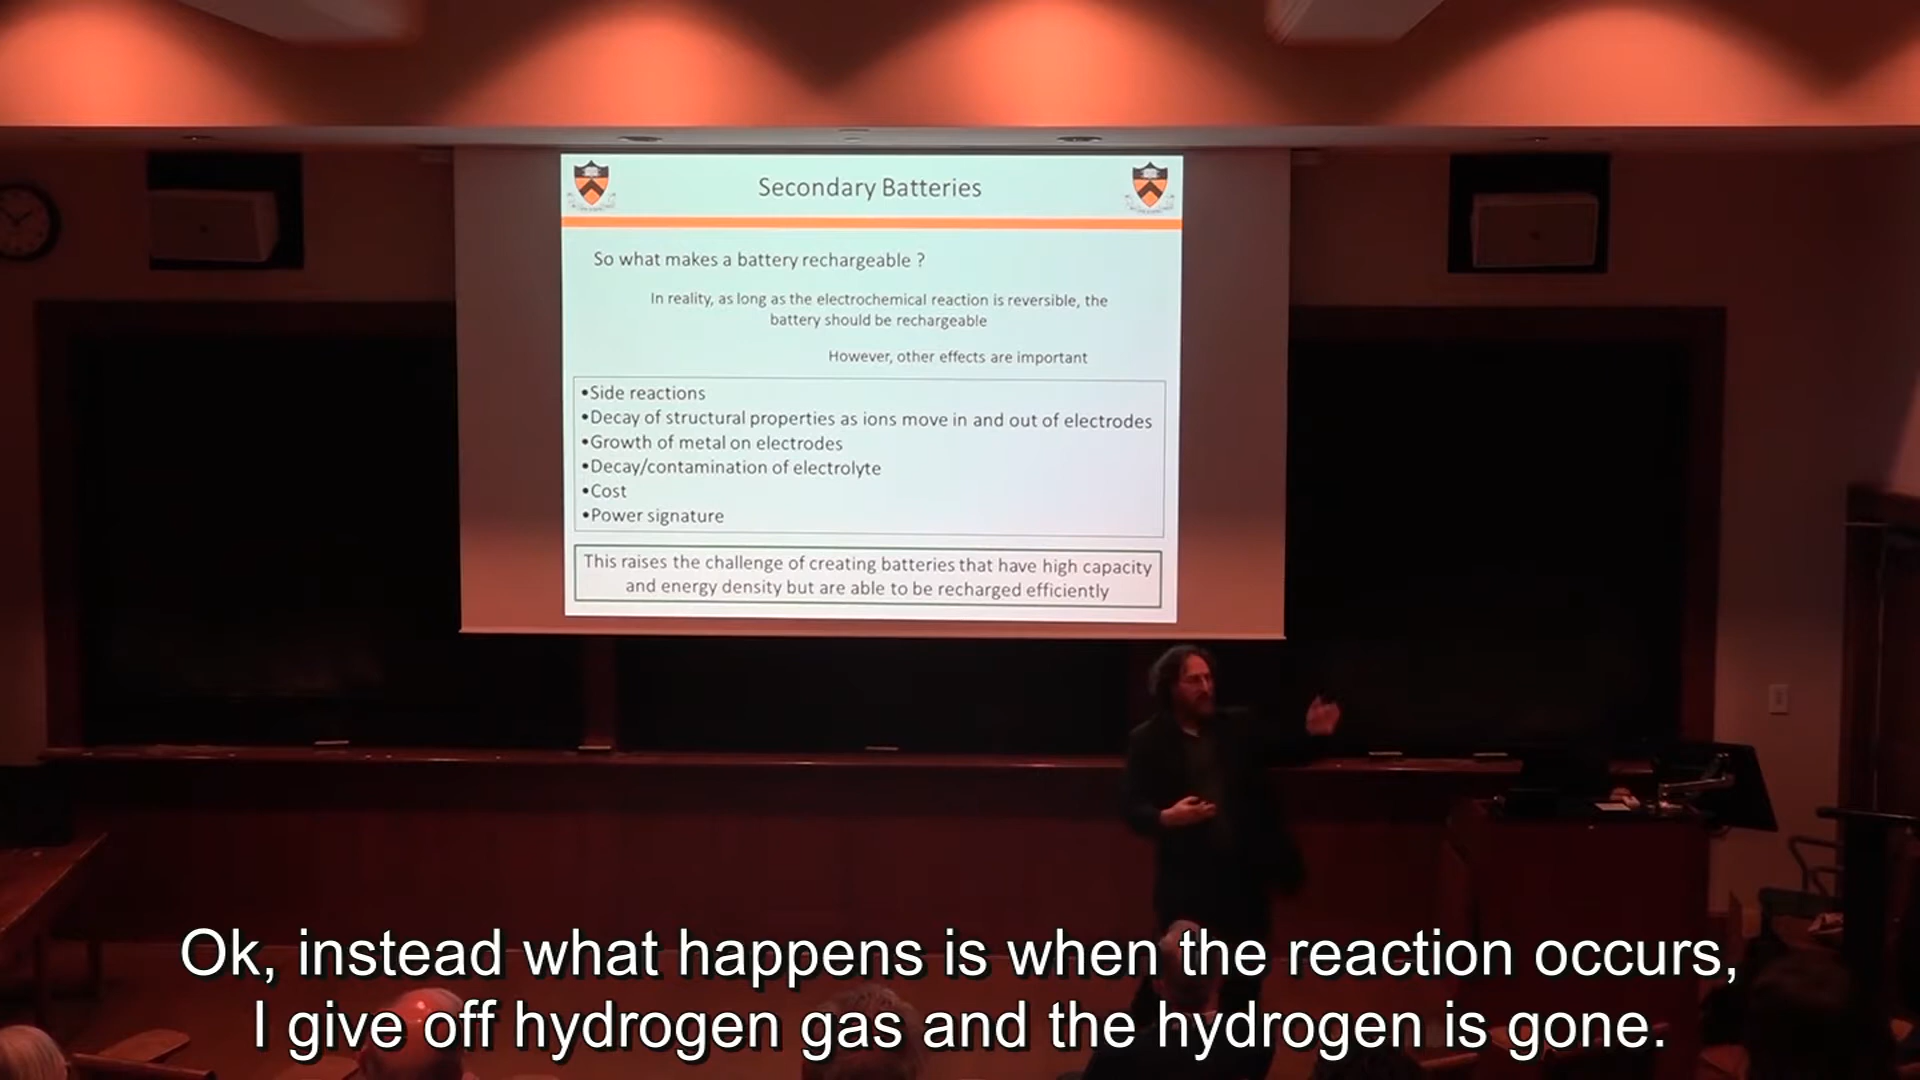 Secondary Batteries
So what makes a battery rechargeable ?
In reality, as long as the electrochemical reaction is reversible, the
battery should be rechargeable
However, other effects are important
•Side reactions
•Decay of structural properties as ions move in and out of electrodes
•Growth of metal on electrodes
•Decay/contamination of electrolyte
•Cost
•Power signature
This raises the challenge of creating batteries that have high capacity
and energy density but are able to be recharged efficiently
Ok, instead what happens is when the reaction occurs,
I give off hydrogen gas and the hydrogen is gone.